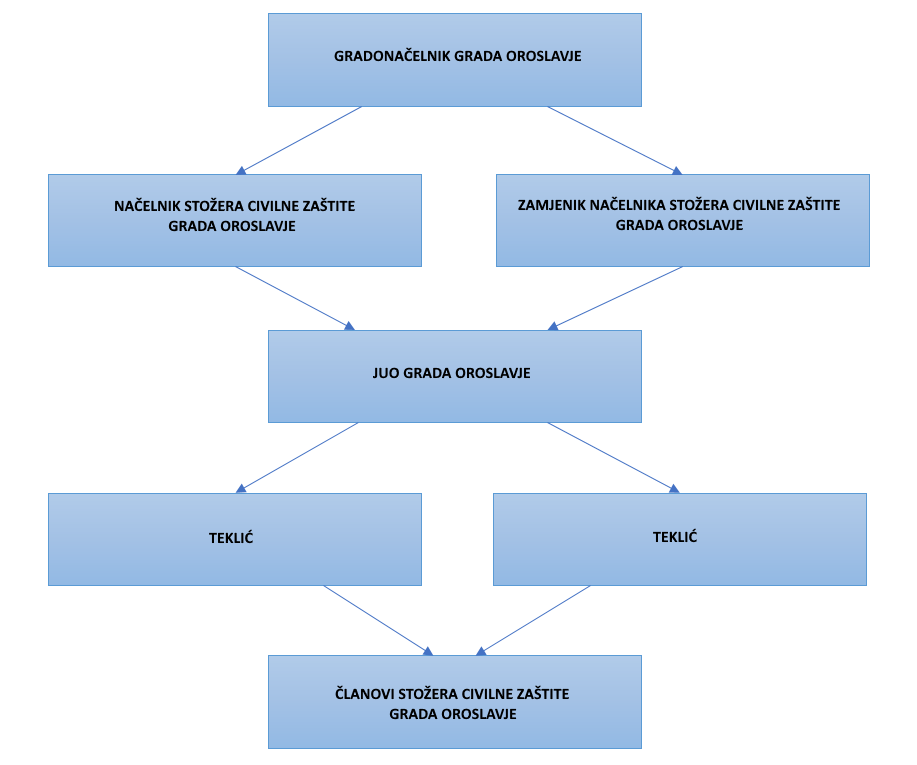 GRADONAČELNIK GRADA OROSLAVJE
NAČELNIK STOŽERA CIVILNE ZAŠTITE
GRADA OROSLAVJE
ZAMJENIK NAČELNIKA STOŽERA CIVILNE ZAŠTITE
GRADA OROSLAVJE
JUO GRADA OROSLAVJE
TEKLIĆ
TEKLIĆ
ČLANOVI STOŽERA CIVILNE ZAŠTITE
GRADA OROSLAVJE